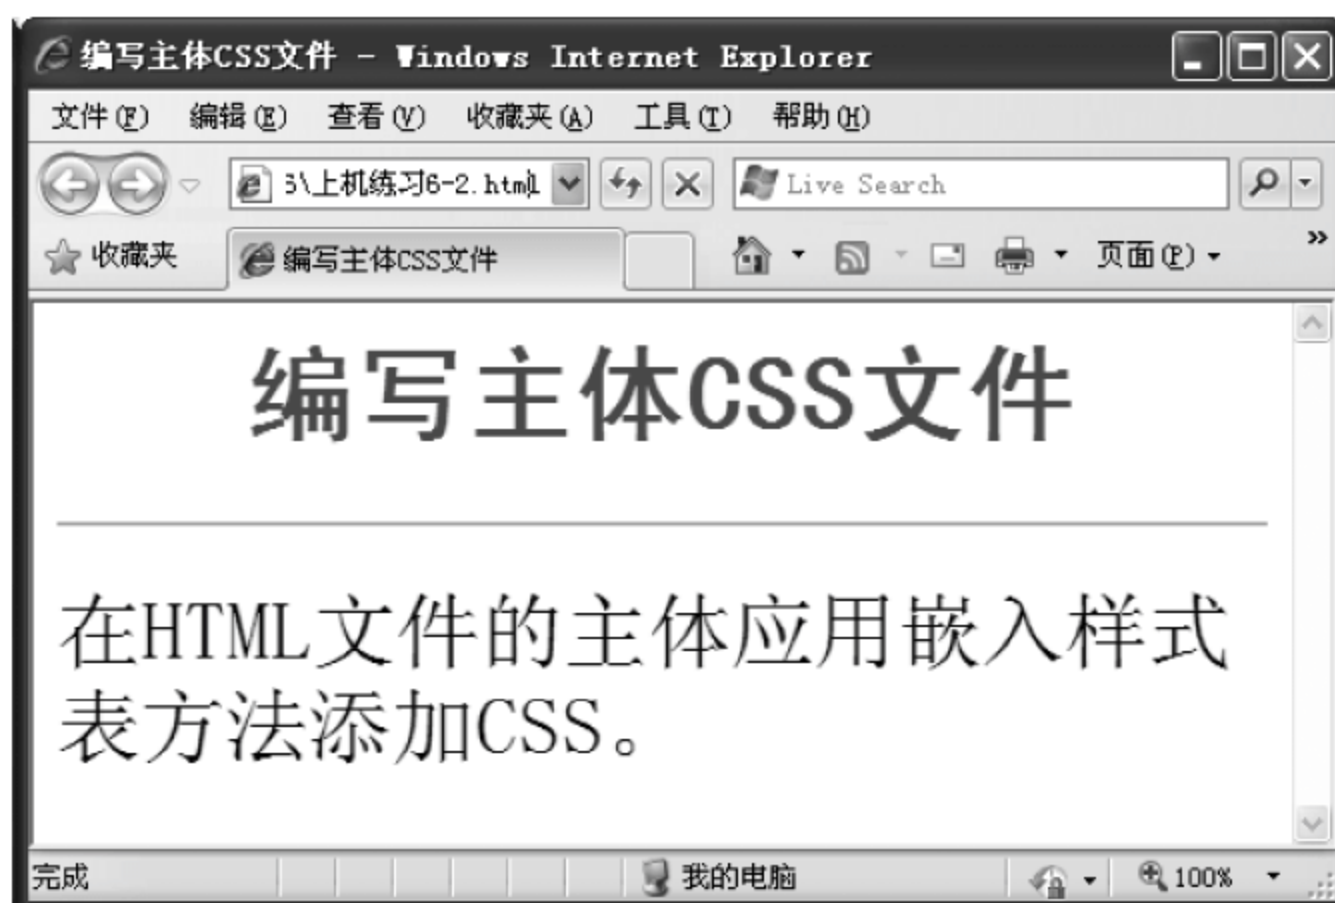 编写主体CSS文件 - Windows Internet Explorer
文件(F) 编辑(E) 查看(V) 收藏夹(A) 工具(T) 帮助(H)
\上机练习6-2.html Live Search
收藏夹 编写主体CSS文件 页面(P) »
编写主体CSS文件
在HTML文件的主体应用嵌入样式
表方法添加CSS。
完成 我的电脑 100%